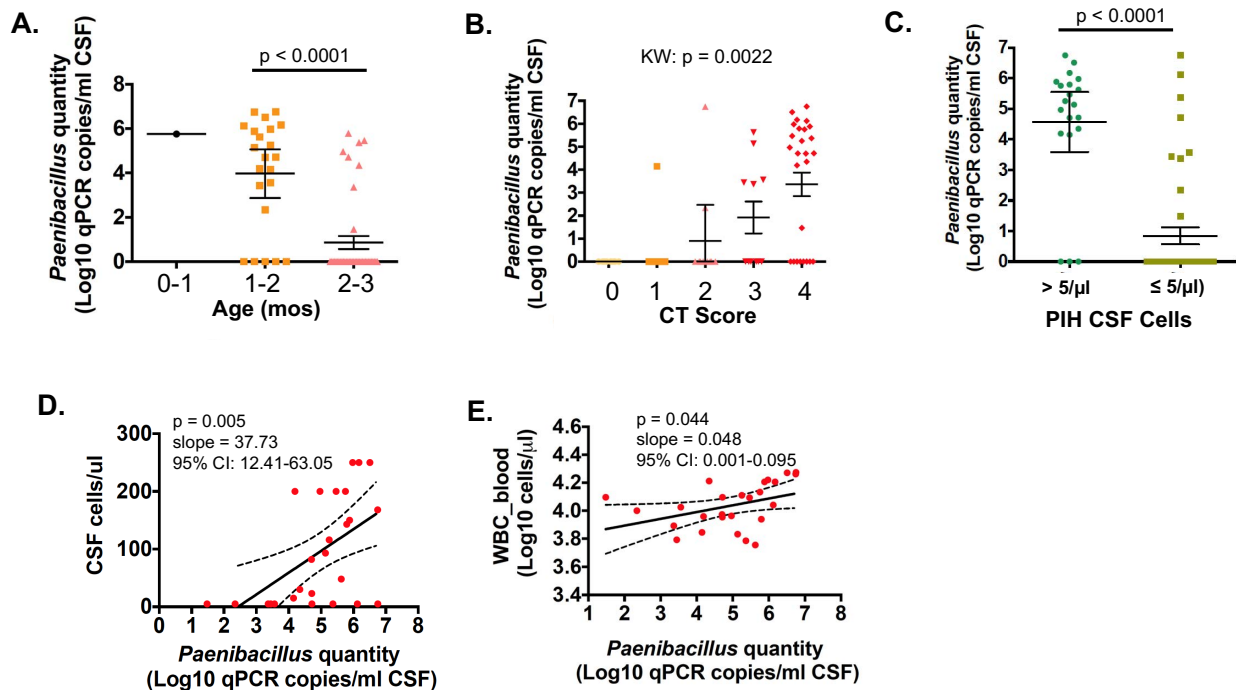 A.
Paenibacillus quantity
(Log10 qPCR copies/ml CSF)
p < 0.0001
8
6
4
2
0
0-1
1-2
2-3
Age (mos)
B.
Paenibacillus quantity
(Log10 qPCR copies/ml CSF)
KW: p = 0.0022
7
6
5
4
3
2
1
0
0
1
2
3
4
CT Score
C.
Paenibacillus quantity
(Log10 qPCR copies/ml CSF)
p < 0.0001
7
6
5
4
3
2
1
0
> 5/µl
≤ 5/µl)
PIH CSF Cells
D.
p = 0.005
slope = 37.73
95% CI: 12.41-63.05
CSF cells/ul
300
200
100
0
0 1 2 3 4 5 6 7 8
Paenibacillus quantity
(Log10 qPCR copies/ml CSF)
E.
p = 0.044
slope = 0.048
95% CI: 0.001-0.095
WBC_blood
(Log10 cells/µl)
4.6
4.4
4.2
4.0
3.8
3.6
3.4
1 2 3 4 5 6 7 8
Paenibacillus quantity
(Log10 qPCR copies/ml CSF)